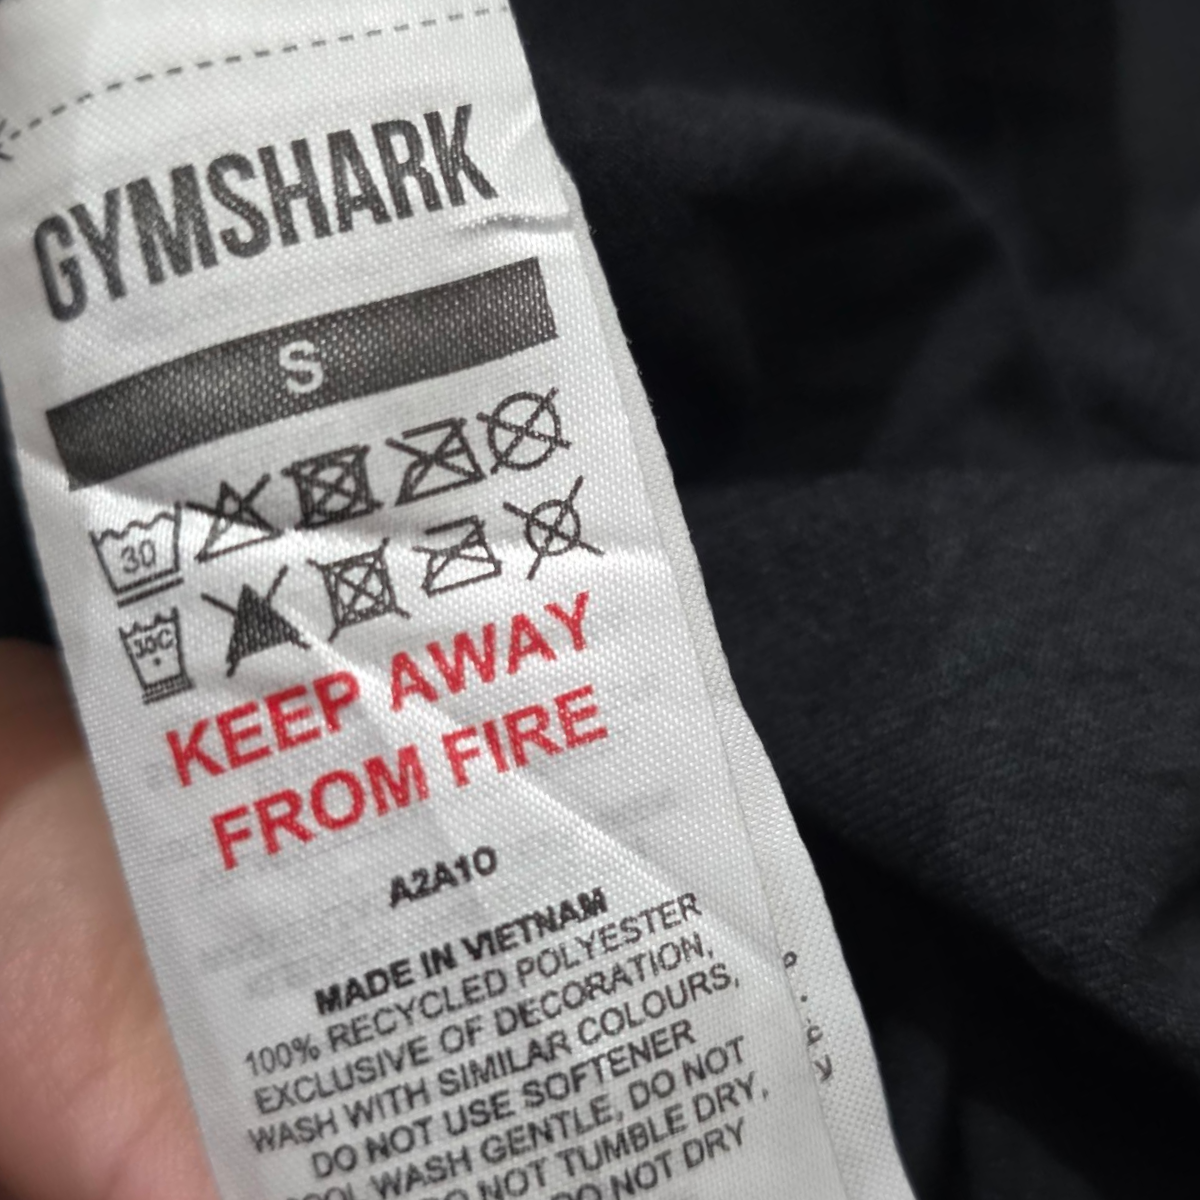 GYMSHARK
S
30
30C
KEEP AWAY
FROM FIRE
A2A10
MADE IN VIETNAM
100% RECYCLED POLYESTER
EXCLUSIVE OF DECORATION,
WASH WITH SIMILAR COLOURS,
DO NOT USE SOFTENER
WASH GENTLE, DO NOT
NOT TUMBLE DRY,
DO NOT DRY